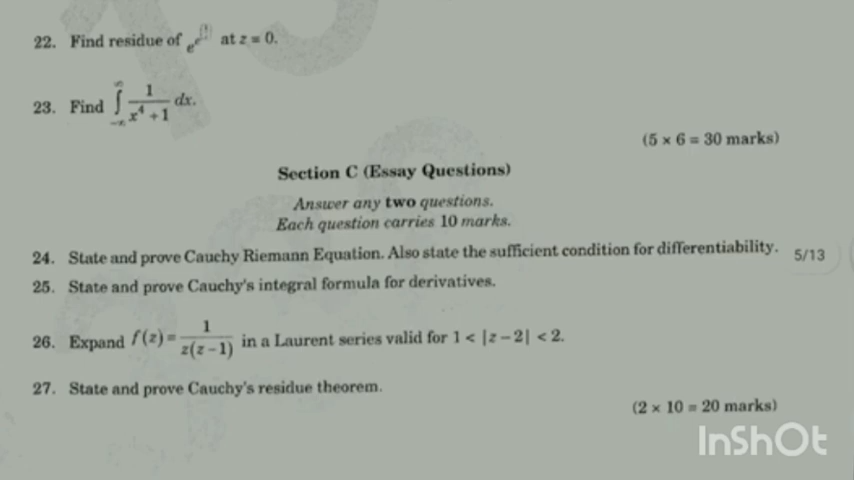 22. Find residue of e^{e^{(1/z)}} at z = 0.
23. Find ∫_{-∞}^{∞} 1/(x⁴ + 1) dx.
(5 × 6 = 30 marks)
Section C (Essay Questions)
Answer any two questions.
Each question carries 10 marks.
24. State and prove Cauchy Riemann Equation. Also state the sufficient condition for differentiability.
5/13
25. State and prove Cauchy's integral formula for derivatives.
26. Expand f(z) = 1/(z(z – 1)) in a Laurent series valid for 1 < |z – 2| < 2.
27. State and prove Cauchy's residue theorem.
(2 × 10 = 20 marks)
InShOt